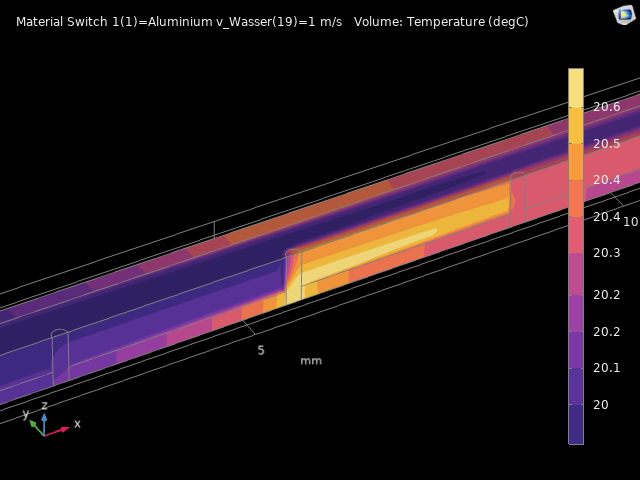 Material Switch 1(1)=Aluminium v_Wasser(19)=1 m/s   Volume: Temperature (degC)
20.6
20.5
20.4
20.4
20.3
20.2
20.2
20.1
20
10
5
mm
y
z
x